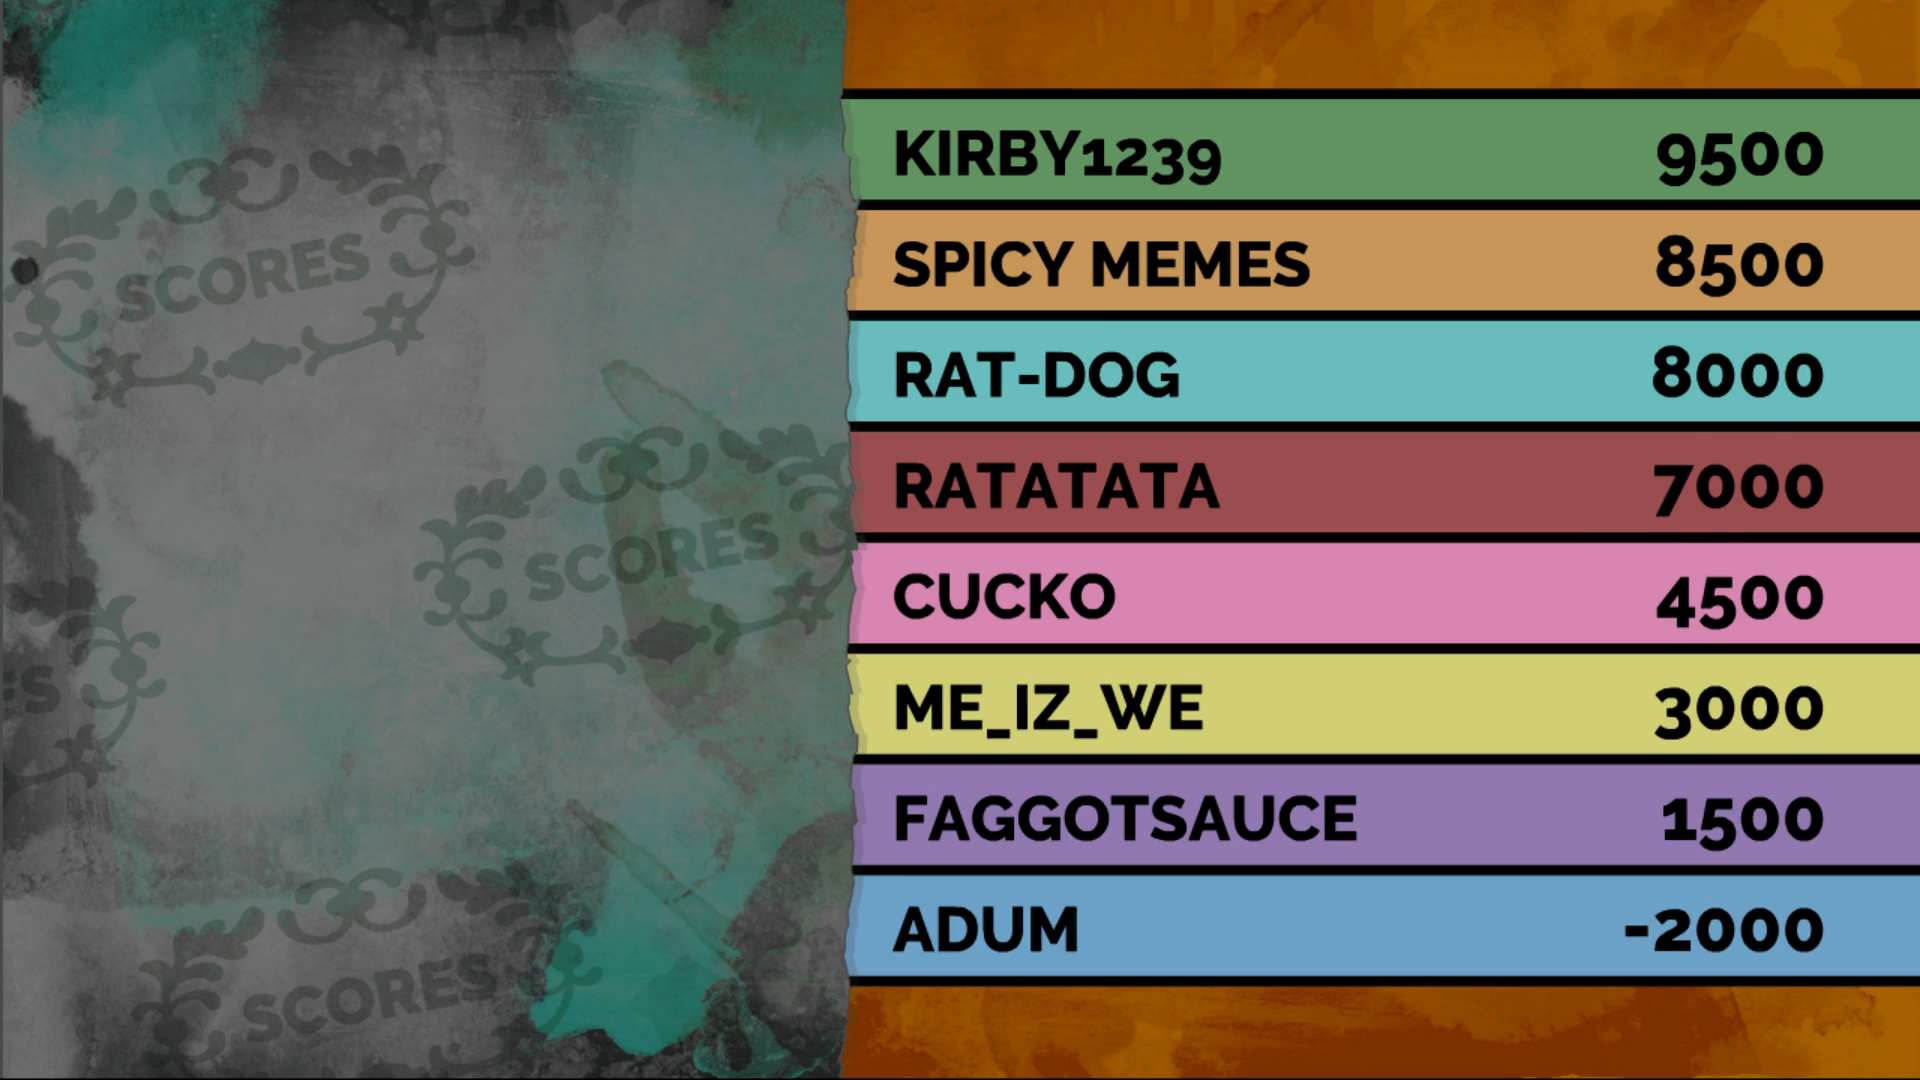 SCORES
SCORES
ES
SCORES
KIRBY1239 9500
SPICY MEMES 8500
RAT-DOG 8000
RATATATA 7000
CUCKO 4500
ME_IZ_WE 3000
FAGGOTSAUCE 1500
ADUM -2000